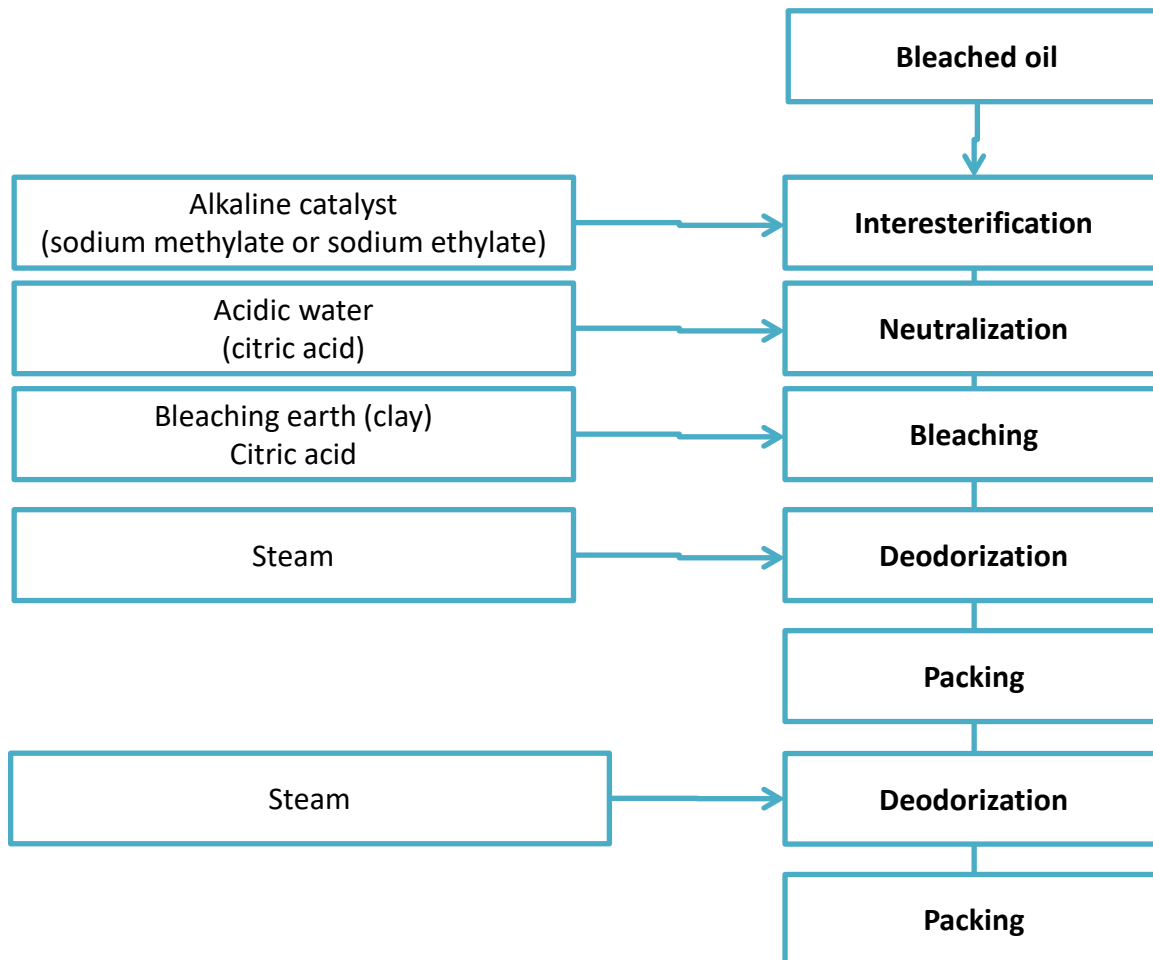 Bleached oil
Alkaline catalyst
(sodium methylate or sodium ethylate)
Interesterification
Acidic water
(citric acid)
Neutralization
Bleaching earth (clay)
Citric acid
Bleaching
Steam
Deodorization
Packing
Steam
Deodorization
Packing